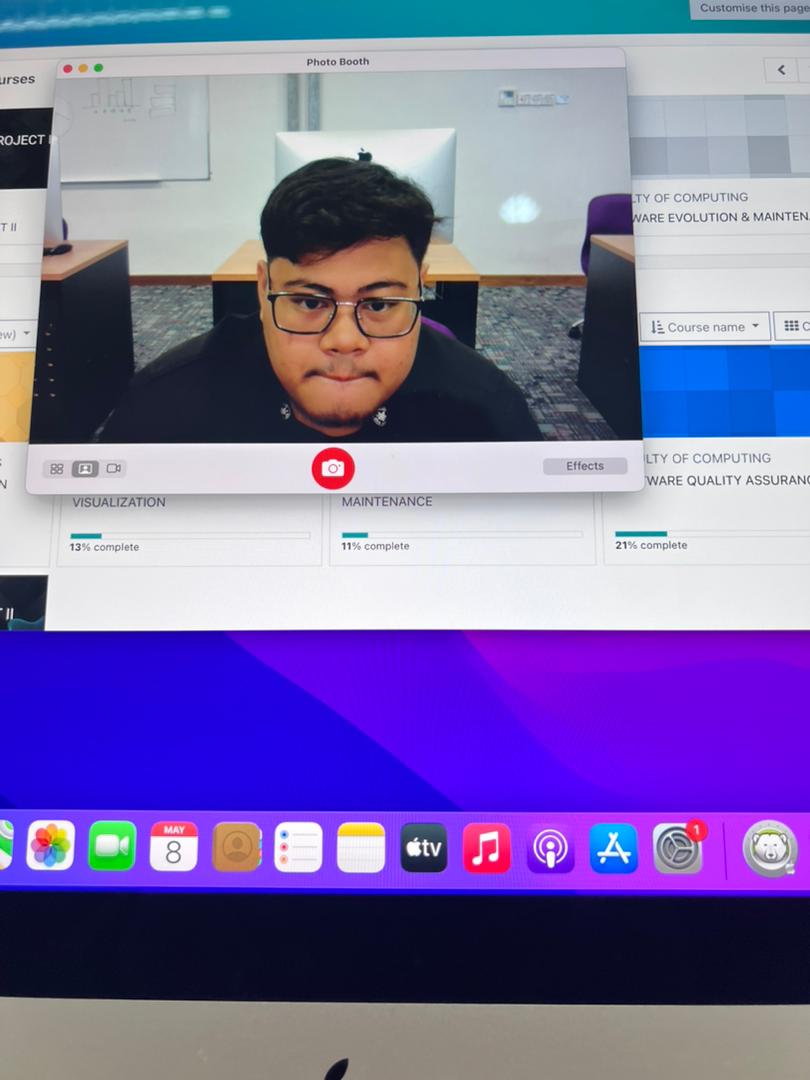 Customise this page
Photo Booth
urses
ROJECT I
LTY OF COMPUTING
WARE EVOLUTION & MAINTEN
T II
ew)
Course name
C
Effects
S
N
LTY OF COMPUTING
WARE QUALITY ASSURANC
VISUALIZATION
MAINTENANCE
13% complete
11% complete
21% complete
T II
MAY
8
tv
1